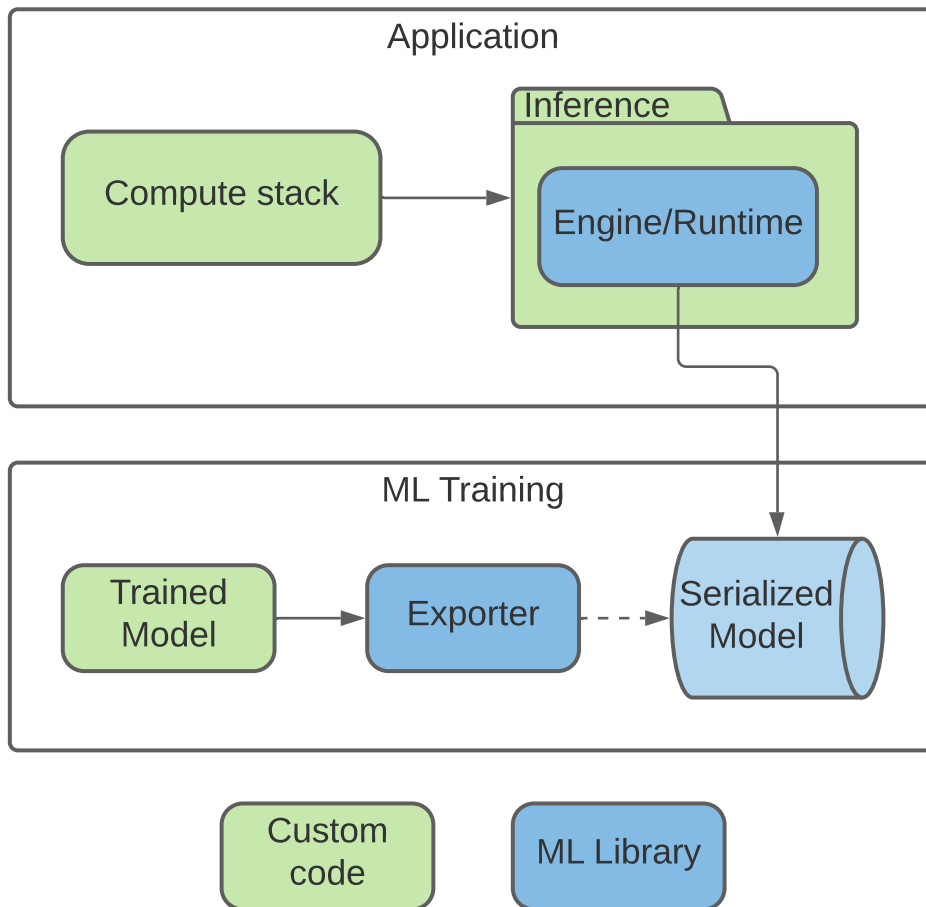 Application
Inference
Compute stack
Engine/Runtime
ML Training
Trained
Model
Exporter
Serialized
Model
Custom
code
ML Library